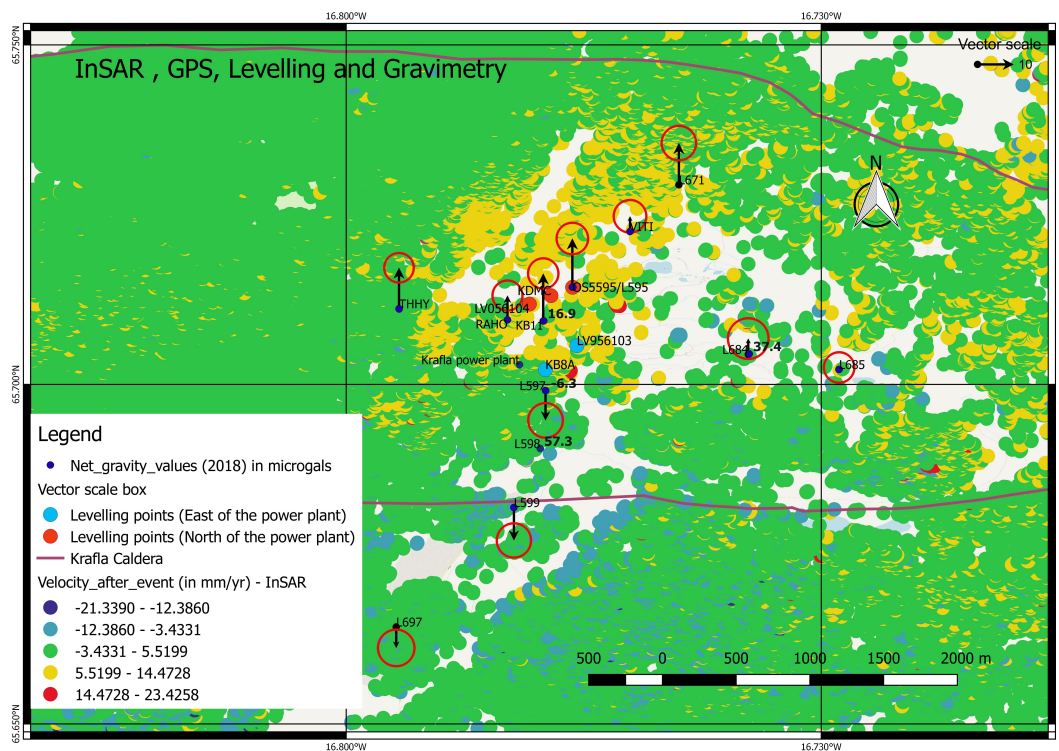 16.800°W
16.730°W
65.750°N
Vector scale
10
InSAR , GPS, Levelling and Gravimetry
N
L671
VITI
DS5595/L595
KDMC
THHY
LV056104
16.9
RAHO
KB11
LV956103
L684
37.4
Krafla power plant
KB8A
L685
65.700°N
L597
-6.3
L598
57.3
L599
L697
Legend
Net_gravity_values (2018) in microgals
Vector scale box
Levelling points (East of the power plant)
Levelling points (North of the power plant)
Krafla Caldera
Velocity_after_event (in mm/yr) - InSAR
-21.3390 - -12.3860
-12.3860 - -3.4331
-3.4331 - 5.5199
5.5199 - 14.4728
14.4728 - 23.4258
500 0 500 1000 1500 2000 m
65.650°N
16.800°W
16.730°W